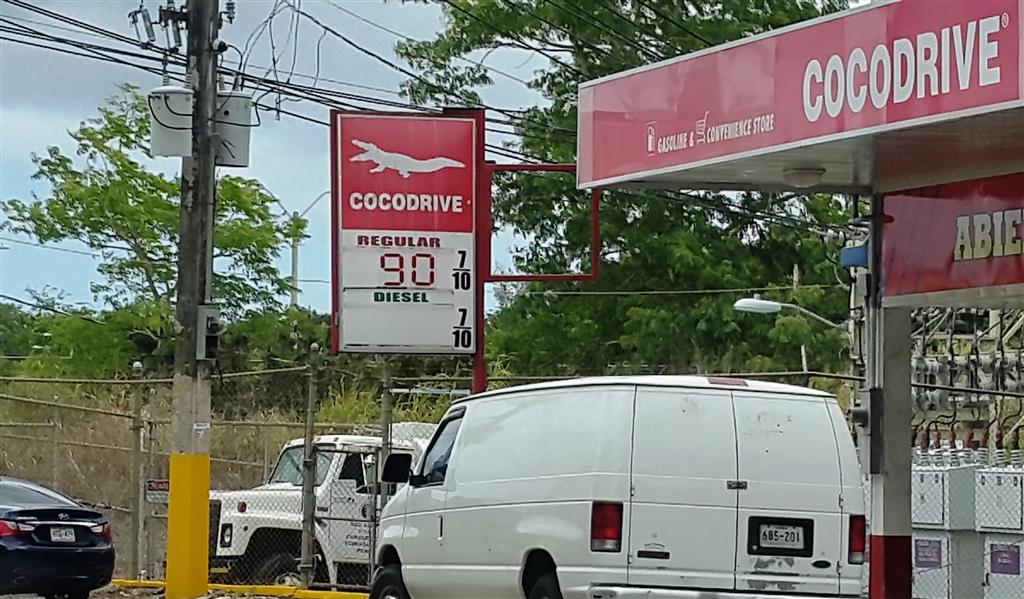 COCODRIVE®
GASOLINE & CONVENIENCE STORE
COCODRIVE
REGULAR
90 7/10
DIESEL
7/10
ABIE
685-201